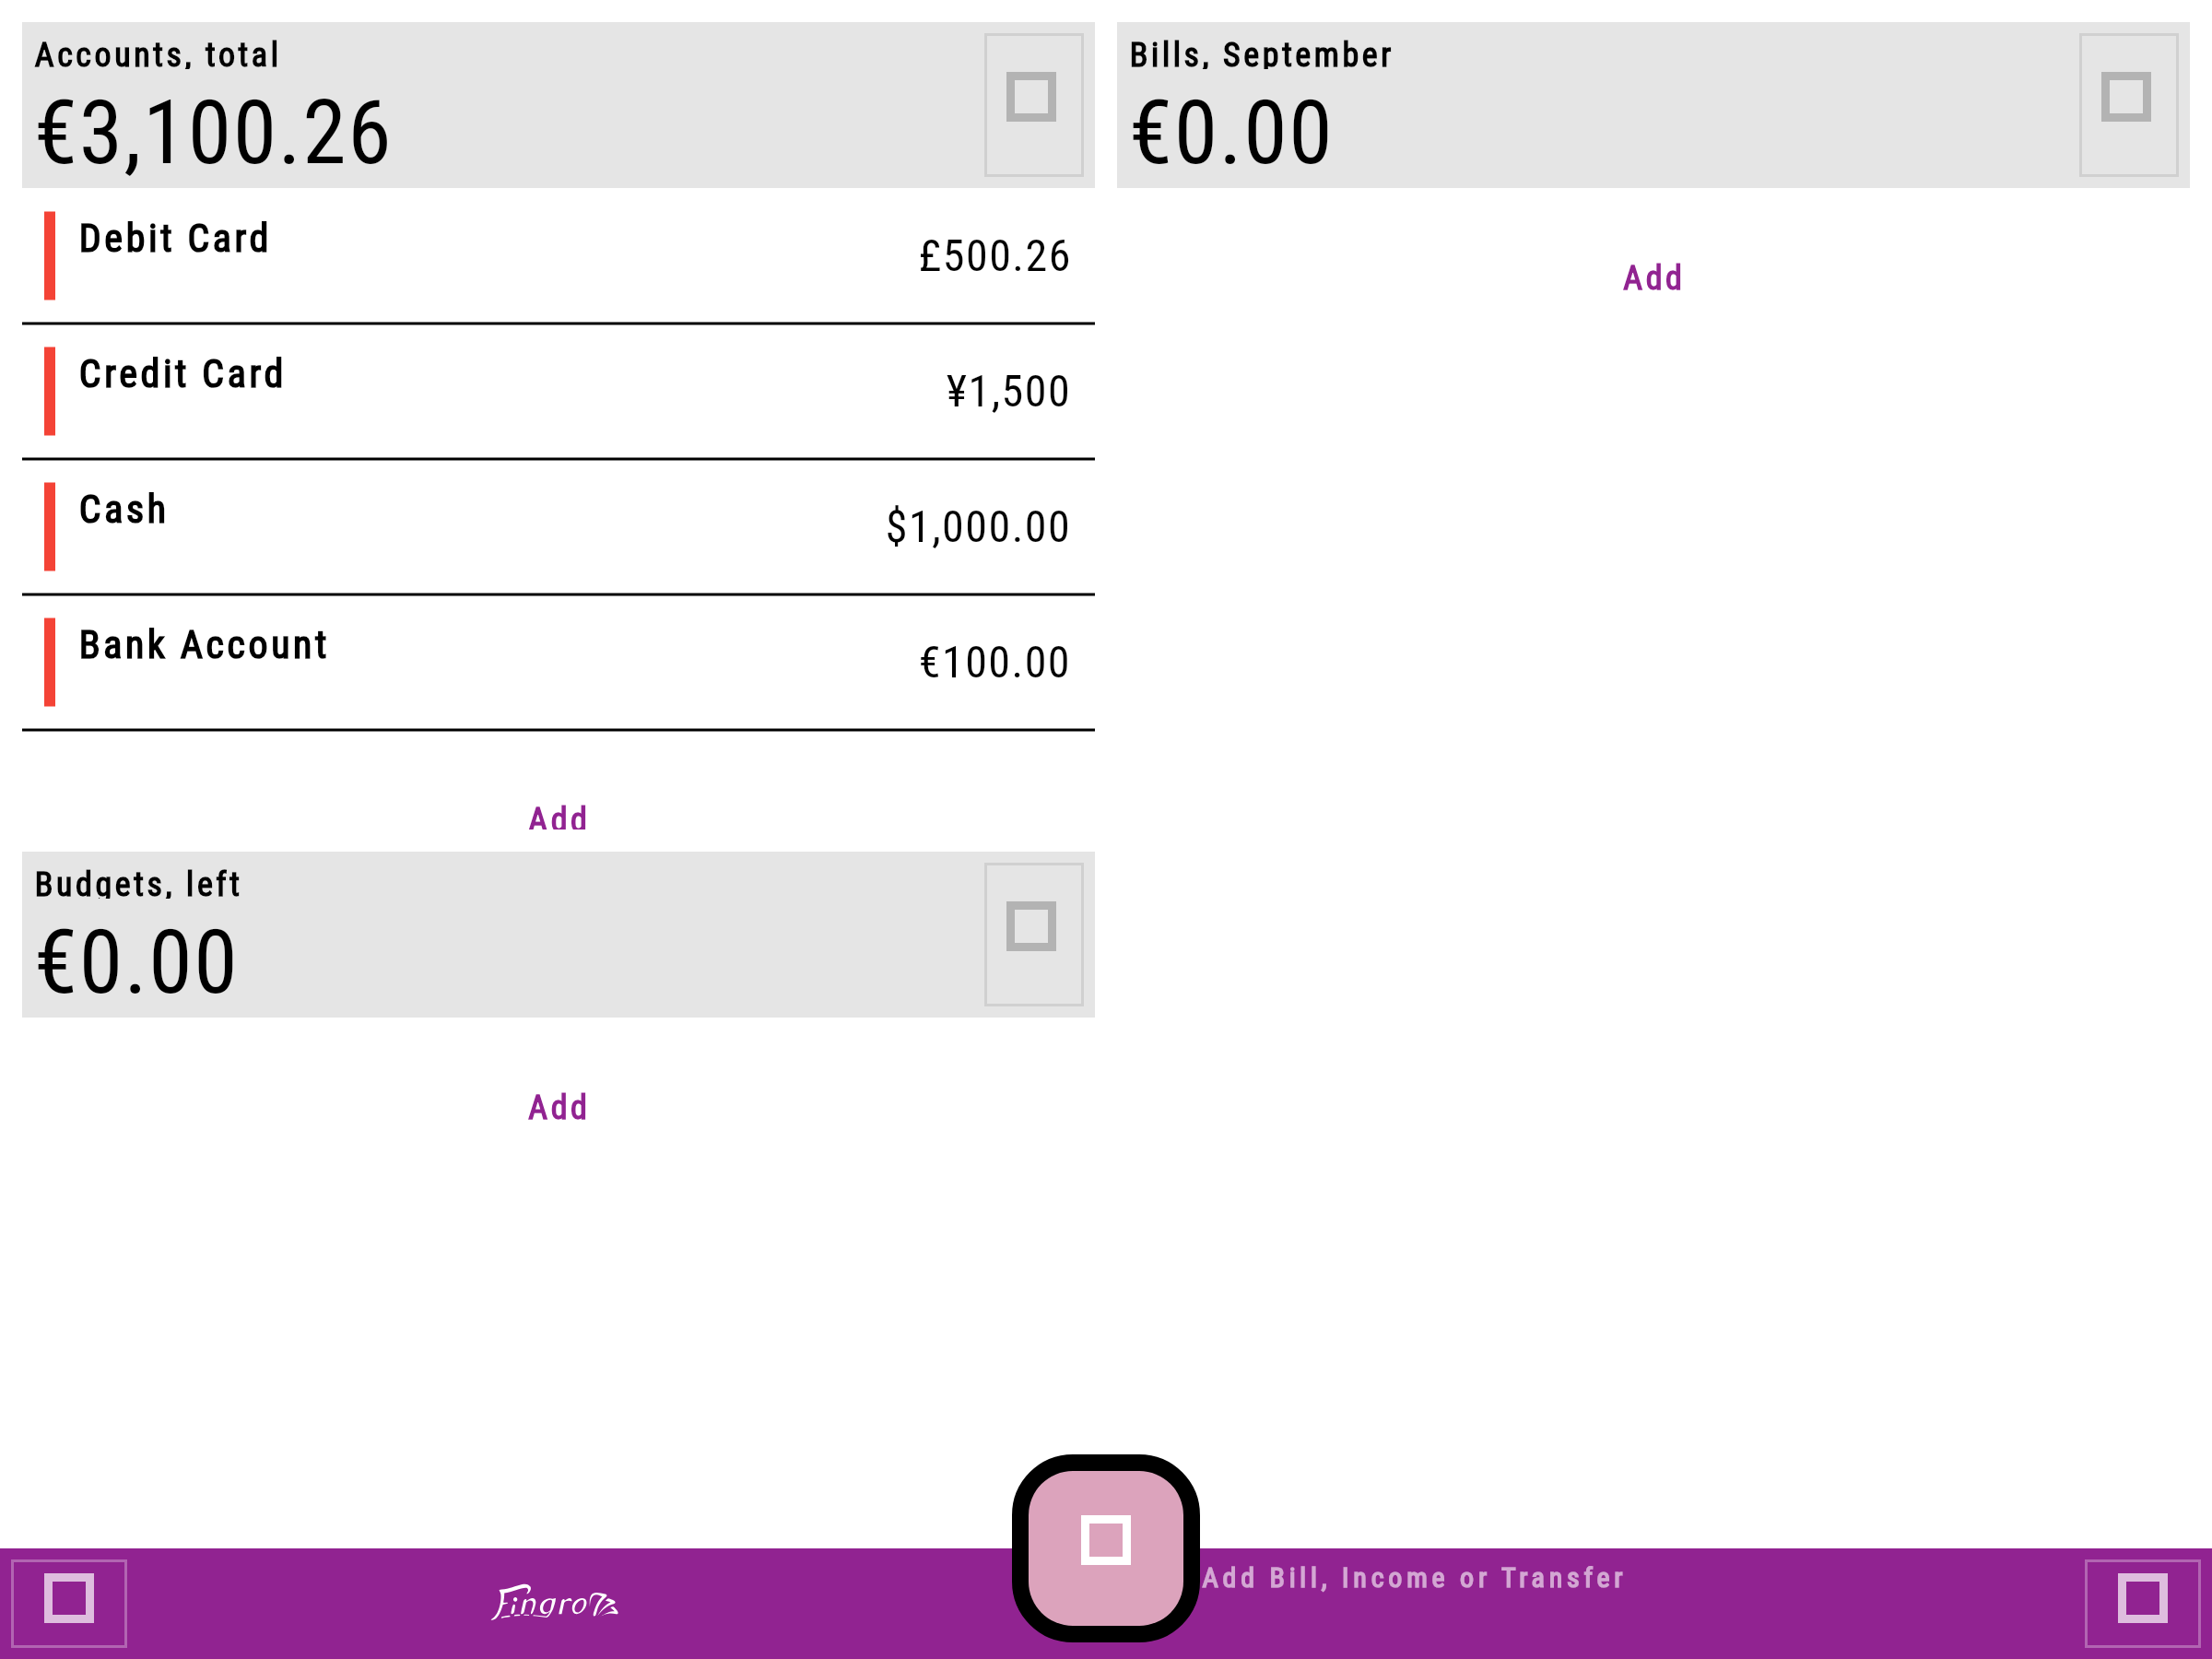 Accounts, total
€3,100.26
Debit Card
£500.26
Credit Card
¥1,500
Cash
$1,000.00
Bank Account
€100.00
Add
Budgets, left
€0.00
Add
Bills, September
€0.00
Add
Add Bill, Income or Transfer